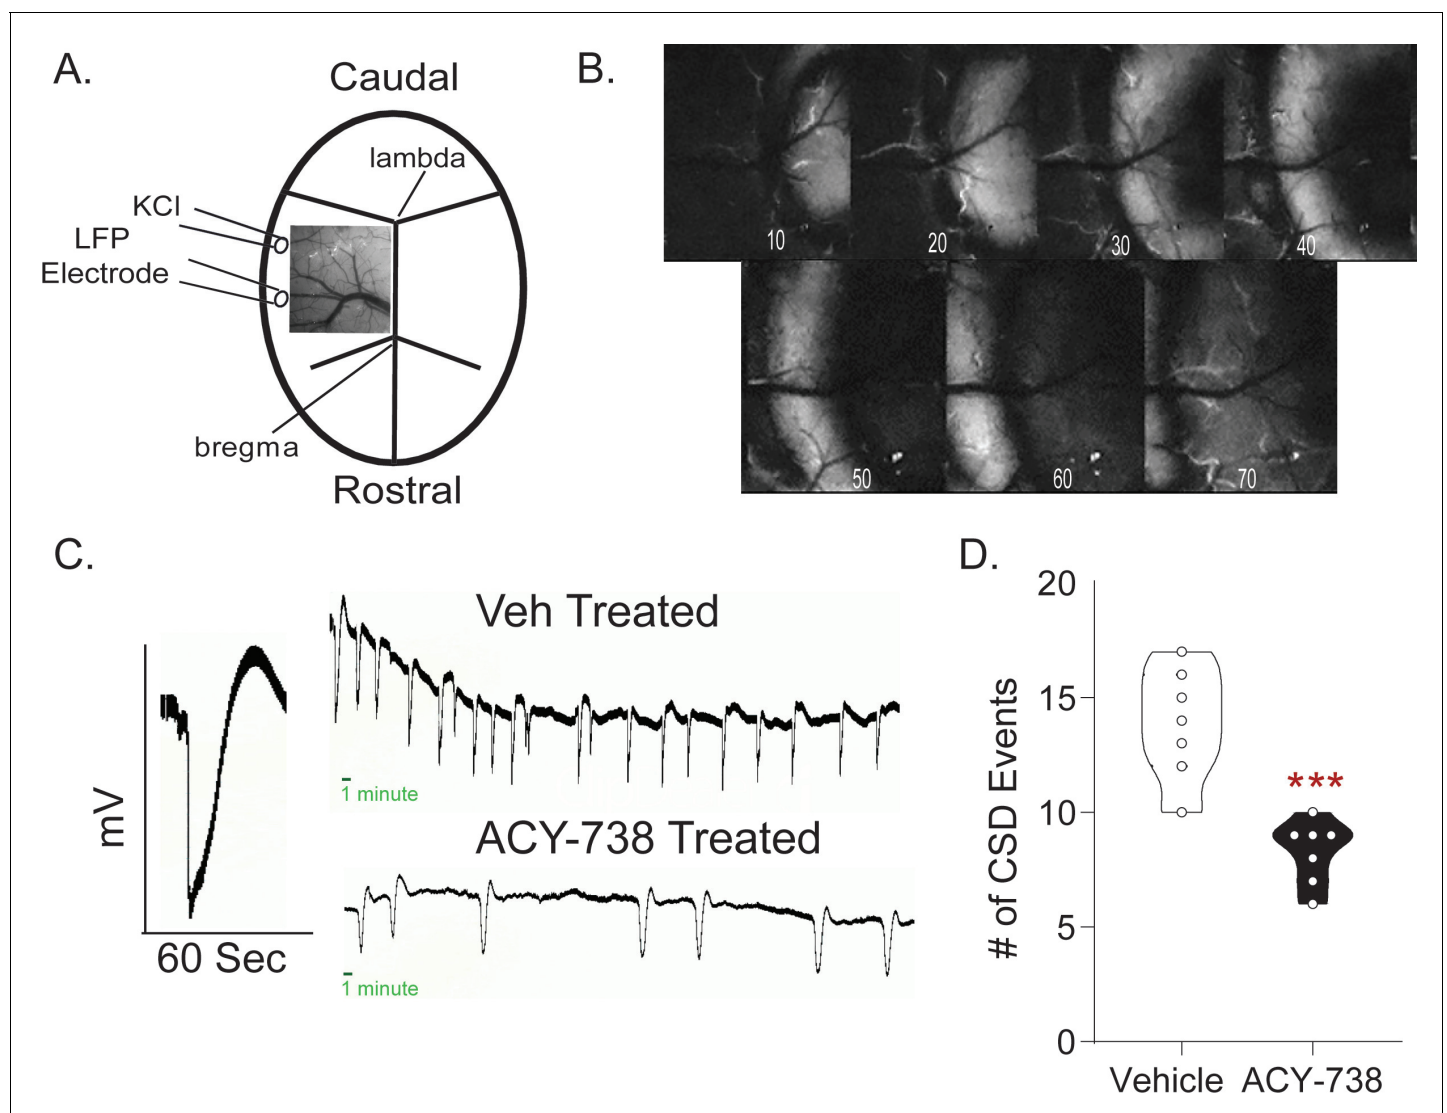 A.
Caudal
lambda
KCl
LFP
Electrode
bregma
Rostral
B.
10
20
30
40
50
60
70
C.
mV
60 Sec
Veh Treated
1 minute
ACY-738 Treated
1 minute
D.
# of CSD Events
20
15
10
5
0
***
Vehicle
ACY-738